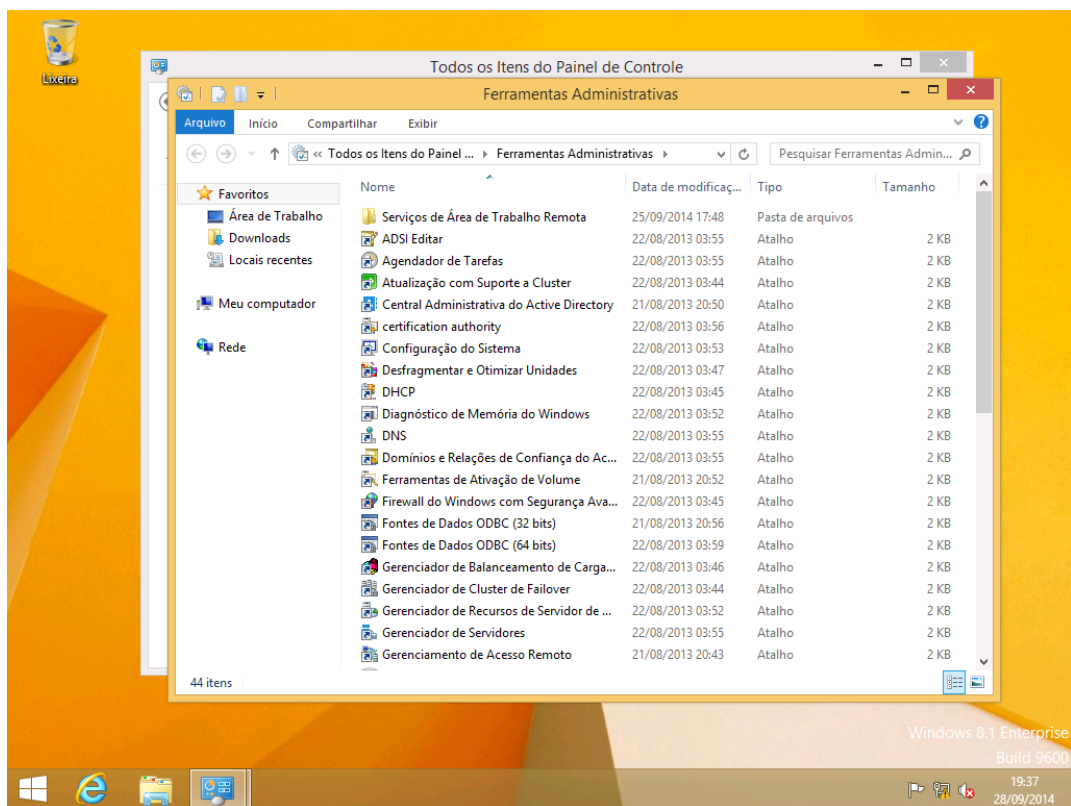 Lixeira
Todos os Itens do Painel de Controle
Ferramentas Administrativas
Arquivo Início Compartilhar Exibir
« Todos os Itens do Painel ... Ferramentas Administrativas Pesquisar Ferramentas Admin...
Favoritos
Área de Trabalho
Downloads
Locais recentes
Meu computador
Rede
Nome Data de modificaç... Tipo Tamanho
Serviços de Área de Trabalho Remota 25/09/2014 17:48 Pasta de arquivos
ADSI Editar 22/08/2013 03:55 Atalho 2 KB
Agendador de Tarefas 22/08/2013 03:55 Atalho 2 KB
Atualização com Suporte a Cluster 22/08/2013 03:44 Atalho 2 KB
Central Administrativa do Active Directory 21/08/2013 20:50 Atalho 2 KB
certification authority 22/08/2013 03:56 Atalho 2 KB
Configuração do Sistema 22/08/2013 03:53 Atalho 2 KB
Desfragmentar e Otimizar Unidades 22/08/2013 03:47 Atalho 2 KB
DHCP 22/08/2013 03:45 Atalho 2 KB
Diagnóstico de Memória do Windows 22/08/2013 03:52 Atalho 2 KB
DNS 22/08/2013 03:55 Atalho 2 KB
Domínios e Relações de Confiança do Ac... 22/08/2013 03:55 Atalho 2 KB
Ferramentas de Ativação de Volume 21/08/2013 20:52 Atalho 2 KB
Firewall do Windows com Segurança Ava... 22/08/2013 03:45 Atalho 2 KB
Fontes de Dados ODBC (32 bits) 21/08/2013 20:56 Atalho 2 KB
Fontes de Dados ODBC (64 bits) 22/08/2013 03:59 Atalho 2 KB
Gerenciador de Balanceamento de Carga... 22/08/2013 03:46 Atalho 2 KB
Gerenciador de Cluster de Failover 22/08/2013 03:44 Atalho 2 KB
Gerenciador de Recursos de Servidor de ... 22/08/2013 03:52 Atalho 2 KB
Gerenciador de Servidores 22/08/2013 03:55 Atalho 2 KB
Gerenciamento de Acesso Remoto 21/08/2013 20:43 Atalho 2 KB
44 itens
Windows 8.1 Enterprise
Build 9600
19:37
28/09/2014